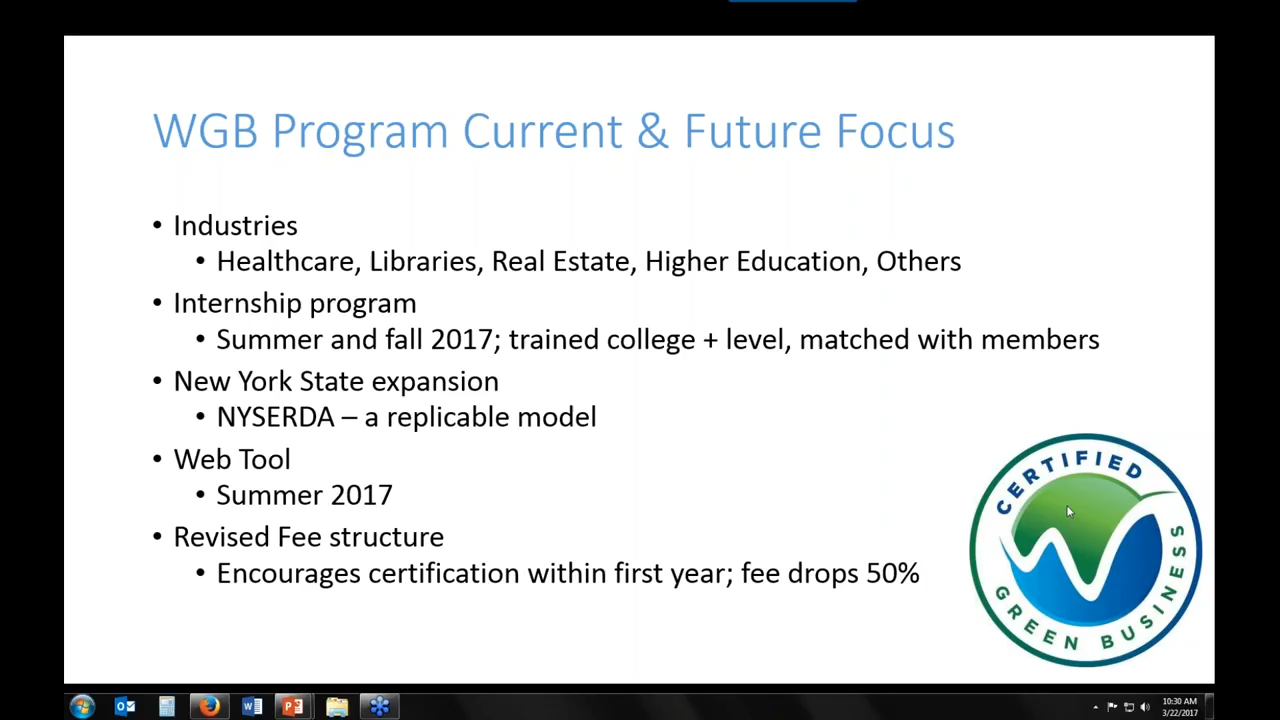 WGB Program Current & Future Focus
• Industries
• Healthcare, Libraries, Real Estate, Higher Education, Others
• Internship program
• Summer and fall 2017; trained college + level, matched with members
• New York State expansion
• NYSERDA – a replicable model
• Web Tool
• Summer 2017
• Revised Fee structure
• Encourages certification within first year; fee drops 50%
CERTIFIED
GREEN BUSINESS
10:30 AM
3/22/2017